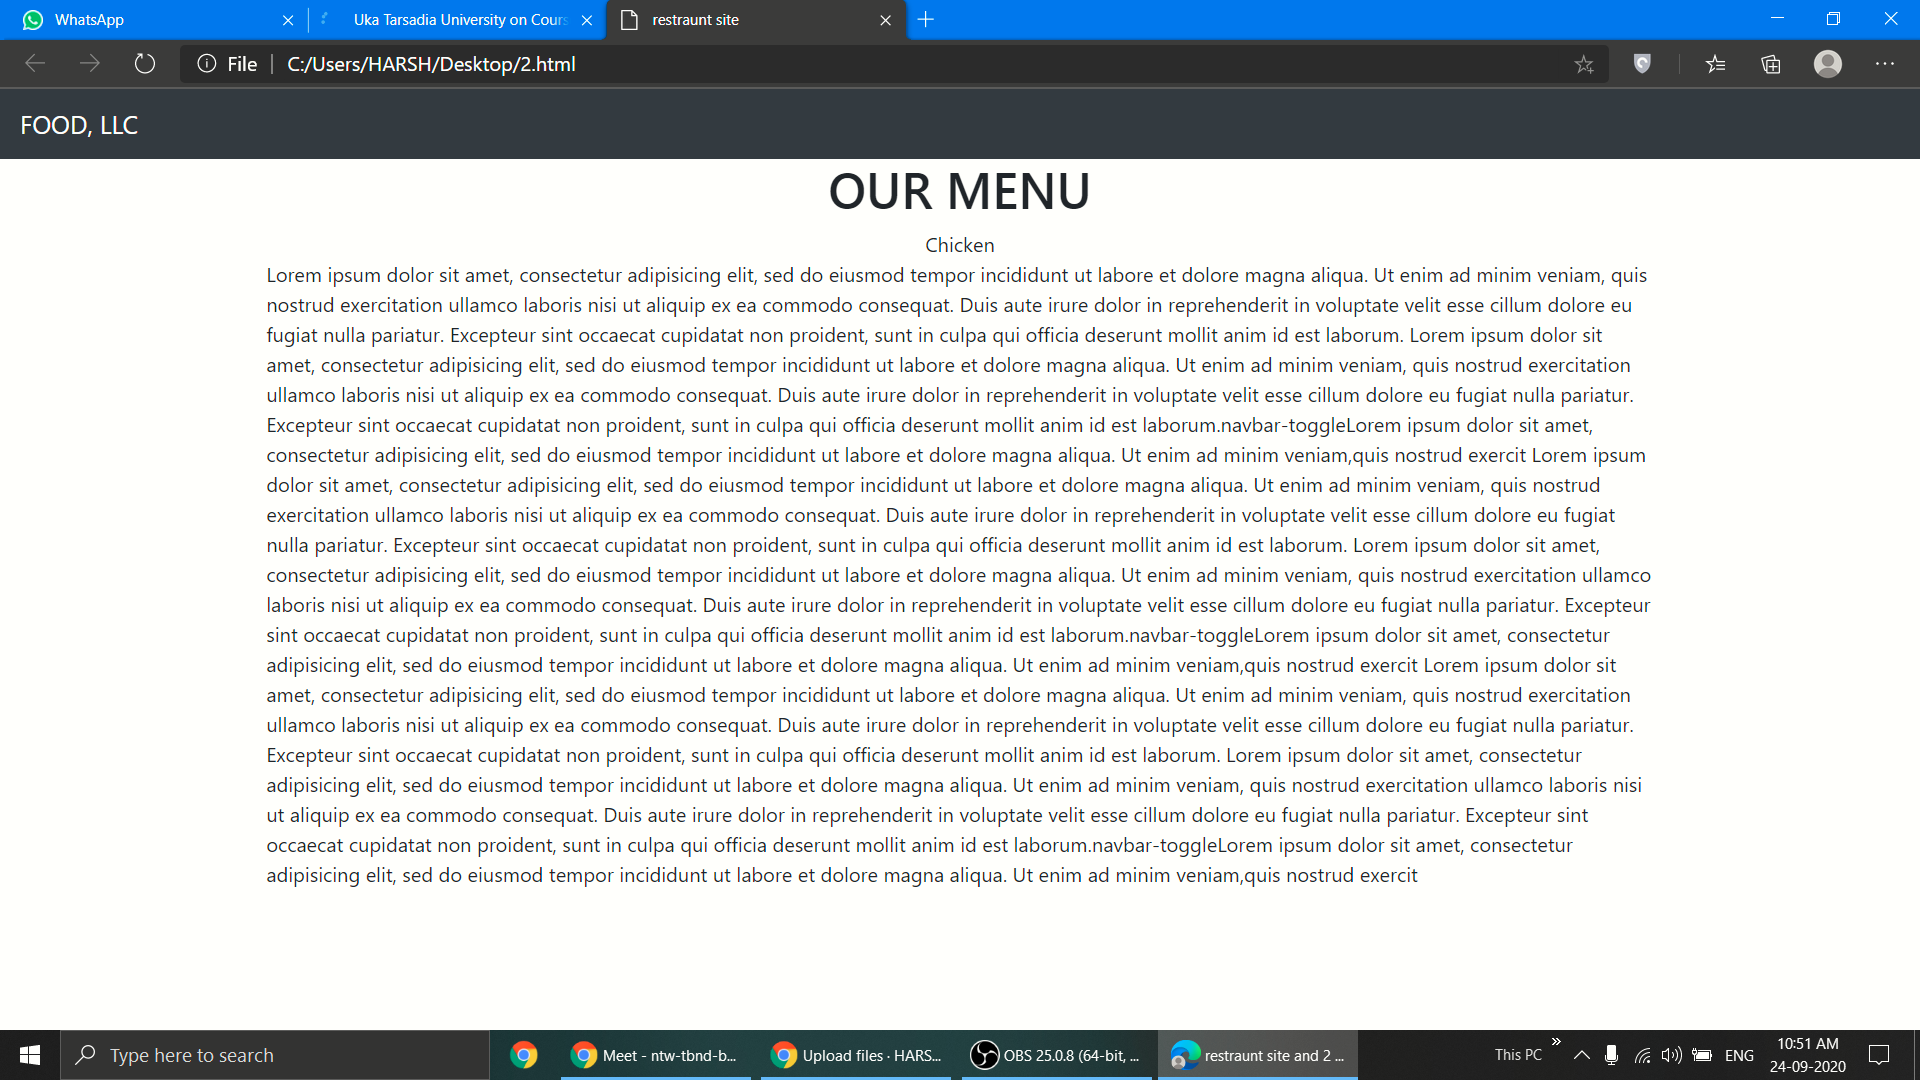 WhatsApp
Uka Tarsadia University on Cours
restraunt site
File
C:/Users/HARSH/Desktop/2.html
FOOD, LLC
OUR MENU
Chicken
Lorem ipsum dolor sit amet, consectetur adipisicing elit, sed do eiusmod tempor incididunt ut labore et dolore magna aliqua. Ut enim ad minim veniam, quis
nostrud exercitation ullamco laboris nisi ut aliquip ex ea commodo consequat. Duis aute irure dolor in reprehenderit in voluptate velit esse cillum dolore eu
fugiat nulla pariatur. Excepteur sint occaecat cupidatat non proident, sunt in culpa qui officia deserunt mollit anim id est laborum. Lorem ipsum dolor sit
amet, consectetur adipisicing elit, sed do eiusmod tempor incididunt ut labore et dolore magna aliqua. Ut enim ad minim veniam, quis nostrud exercitation
ullamco laboris nisi ut aliquip ex ea commodo consequat. Duis aute irure dolor in reprehenderit in voluptate velit esse cillum dolore eu fugiat nulla pariatur.
Excepteur sint occaecat cupidatat non proident, sunt in culpa qui officia deserunt mollit anim id est laborum.navbar-toggleLorem ipsum dolor sit amet,
consectetur adipisicing elit, sed do eiusmod tempor incididunt ut labore et dolore magna aliqua. Ut enim ad minim veniam,quis nostrud exercit Lorem ipsum
dolor sit amet, consectetur adipisicing elit, sed do eiusmod tempor incididunt ut labore et dolore magna aliqua. Ut enim ad minim veniam, quis nostrud
exercitation ullamco laboris nisi ut aliquip ex ea commodo consequat. Duis aute irure dolor in reprehenderit in voluptate velit esse cillum dolore eu fugiat
nulla pariatur. Excepteur sint occaecat cupidatat non proident, sunt in culpa qui officia deserunt mollit anim id est laborum. Lorem ipsum dolor sit amet,
consectetur adipisicing elit, sed do eiusmod tempor incididunt ut labore et dolore magna aliqua. Ut enim ad minim veniam, quis nostrud exercitation ullamco
laboris nisi ut aliquip ex ea commodo consequat. Duis aute irure dolor in reprehenderit in voluptate velit esse cillum dolore eu fugiat nulla pariatur. Excepteur
sint occaecat cupidatat non proident, sunt in culpa qui officia deserunt mollit anim id est laborum.navbar-toggleLorem ipsum dolor sit amet, consectetur
adipisicing elit, sed do eiusmod tempor incididunt ut labore et dolore magna aliqua. Ut enim ad minim veniam,quis nostrud exercit Lorem ipsum dolor sit
amet, consectetur adipisicing elit, sed do eiusmod tempor incididunt ut labore et dolore magna aliqua. Ut enim ad minim veniam, quis nostrud exercitation
ullamco laboris nisi ut aliquip ex ea commodo consequat. Duis aute irure dolor in reprehenderit in voluptate velit esse cillum dolore eu fugiat nulla pariatur.
Excepteur sint occaecat cupidatat non proident, sunt in culpa qui officia deserunt mollit anim id est laborum. Lorem ipsum dolor sit amet, consectetur
adipisicing elit, sed do eiusmod tempor incididunt ut labore et dolore magna aliqua. Ut enim ad minim veniam, quis nostrud exercitation ullamco laboris nisi
ut aliquip ex ea commodo consequat. Duis aute irure dolor in reprehenderit in voluptate velit esse cillum dolore eu fugiat nulla pariatur. Excepteur sint
occaecat cupidatat non proident, sunt in culpa qui officia deserunt mollit anim id est laborum.navbar-toggleLorem ipsum dolor sit amet, consectetur
adipisicing elit, sed do eiusmod tempor incididunt ut labore et dolore magna aliqua. Ut enim ad minim veniam,quis nostrud exercit
Type here to search
Meet - ntw-tbnd-b...
Upload files · HARS...
OBS 25.0.8 (64-bit, ...
restraunt site and 2 ...
This PC
ENG
10:51 AM
24-09-2020